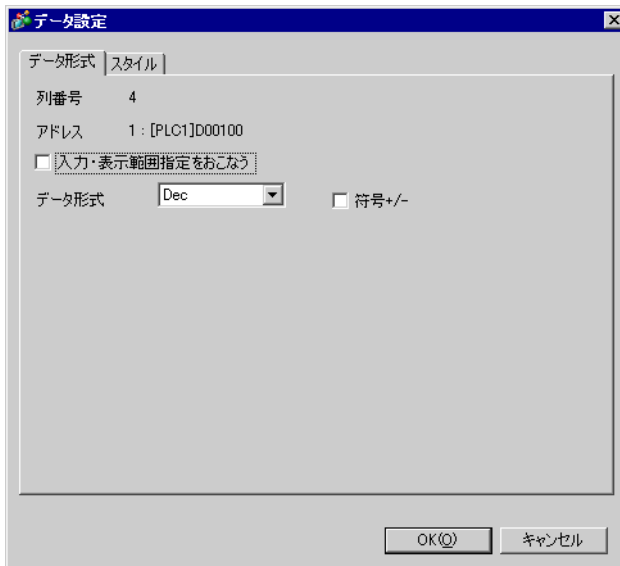 データ設定
データ形式 スタイル
列番号 4
アドレス 1 : [PLC1]D00100
入力・表示範囲指定をおこなう
データ形式 Dec 符号+/-
OK(O) キャンセル